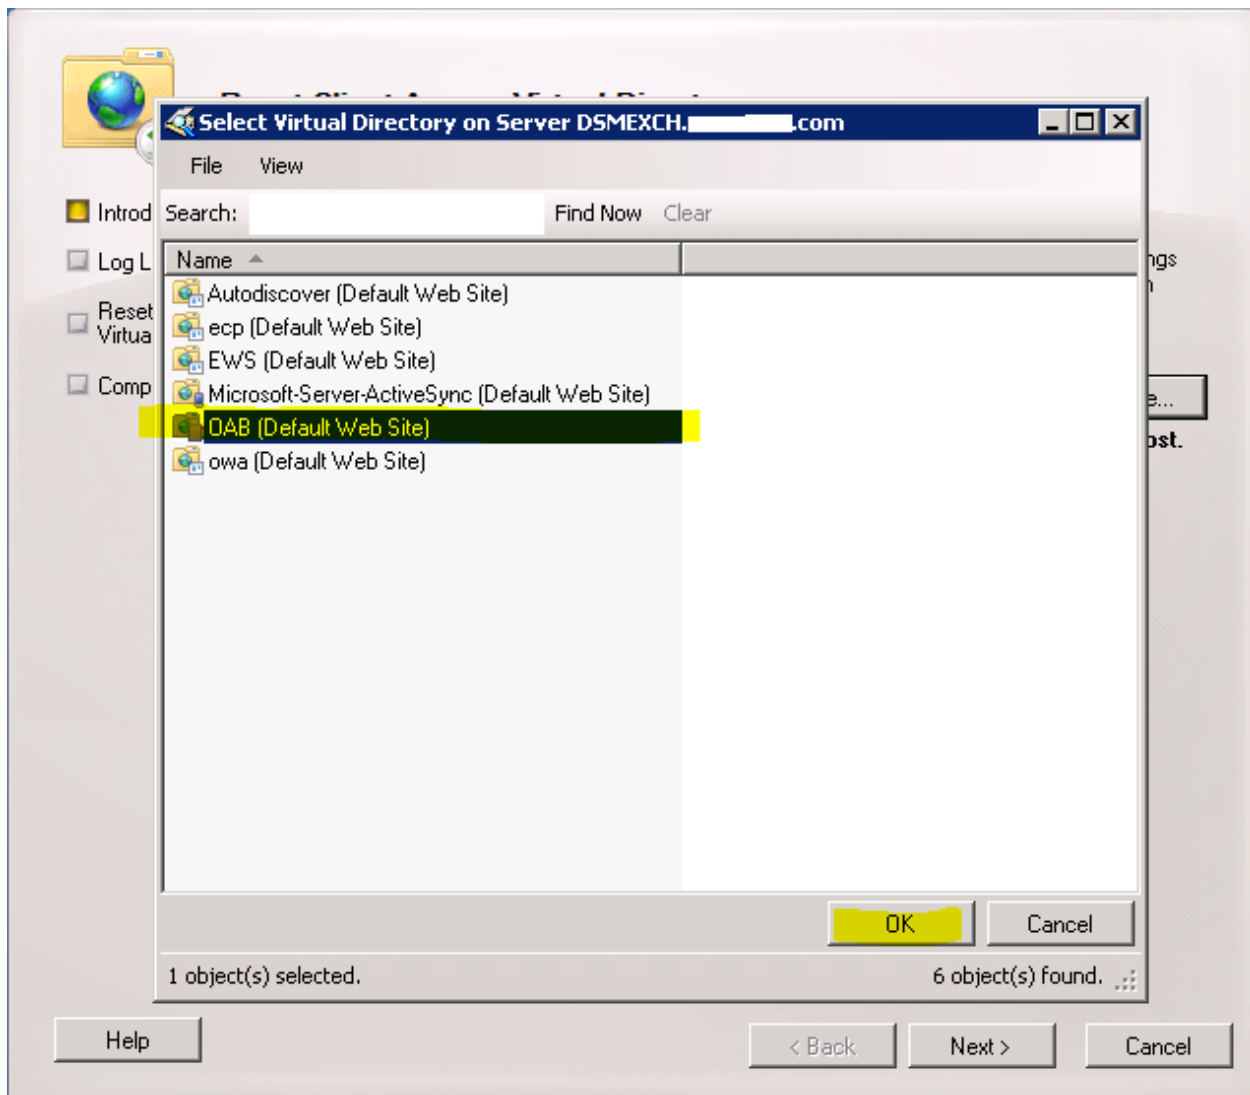 Select Virtual Directory on Server DSMEXCH. .com
File View
Introd
Search: Find Now Clear
Log L
Name
ngs
Autodiscover (Default Web Site)
Reset
Virtua
ecp (Default Web Site)
EWS (Default Web Site)
Comp
Microsoft-Server-ActiveSync (Default Web Site)
e...
OAB (Default Web Site)
ost.
owa (Default Web Site)
OK Cancel
1 object(s) selected. 6 object(s) found.
Help < Back Next > Cancel